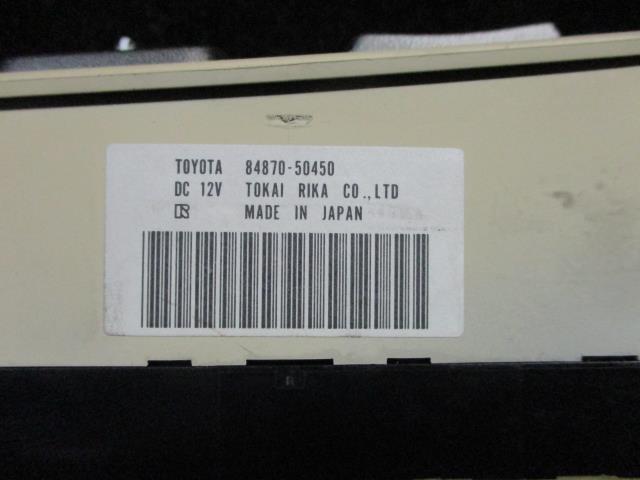 TOYOTA 84870-50450
DC 12V TOKAI RIKA CO.,LTD
MADE IN JAPAN